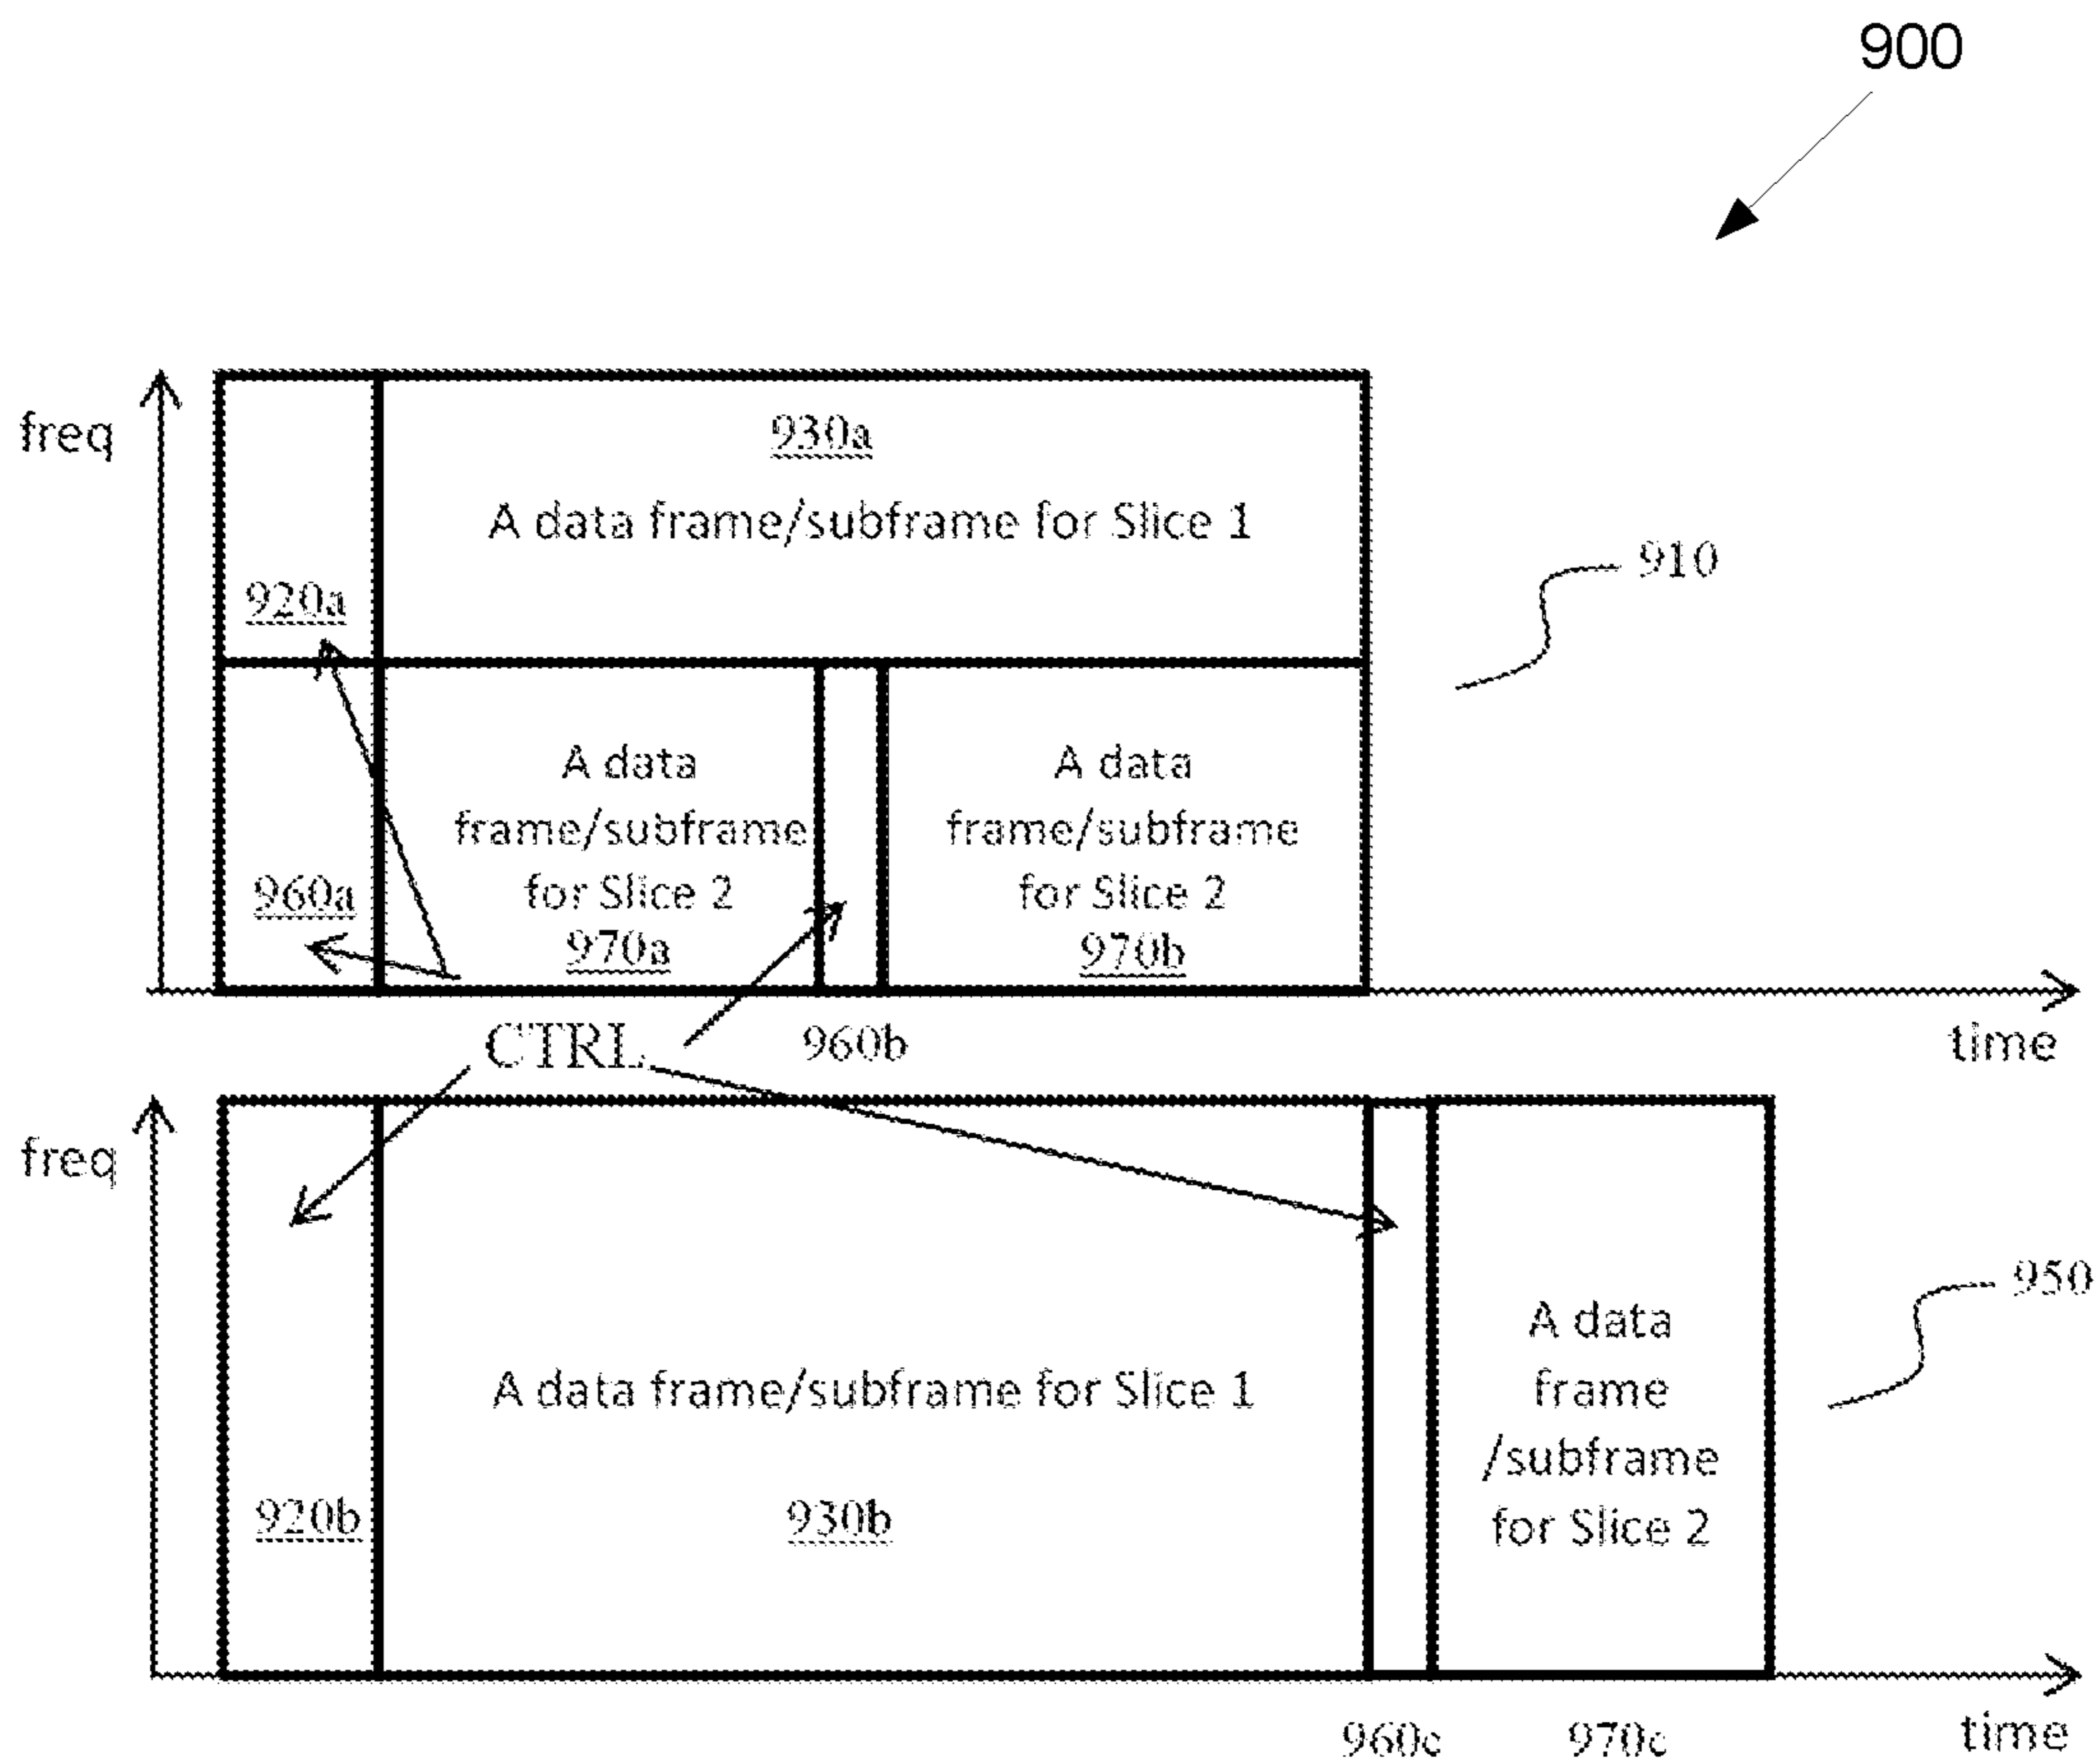 900
freq
930a
A data frame/subframe for Slice 1
910
920a
A data
frame/subframe
for Slice 2
970a
A data
frame/subframe
for Slice 2
970b
960a
CTRL
960b
time
freq
A data frame/subframe for Slice 1
930b
920b
A data
frame
/subframe
for Slice 2
950
960c
970c
time